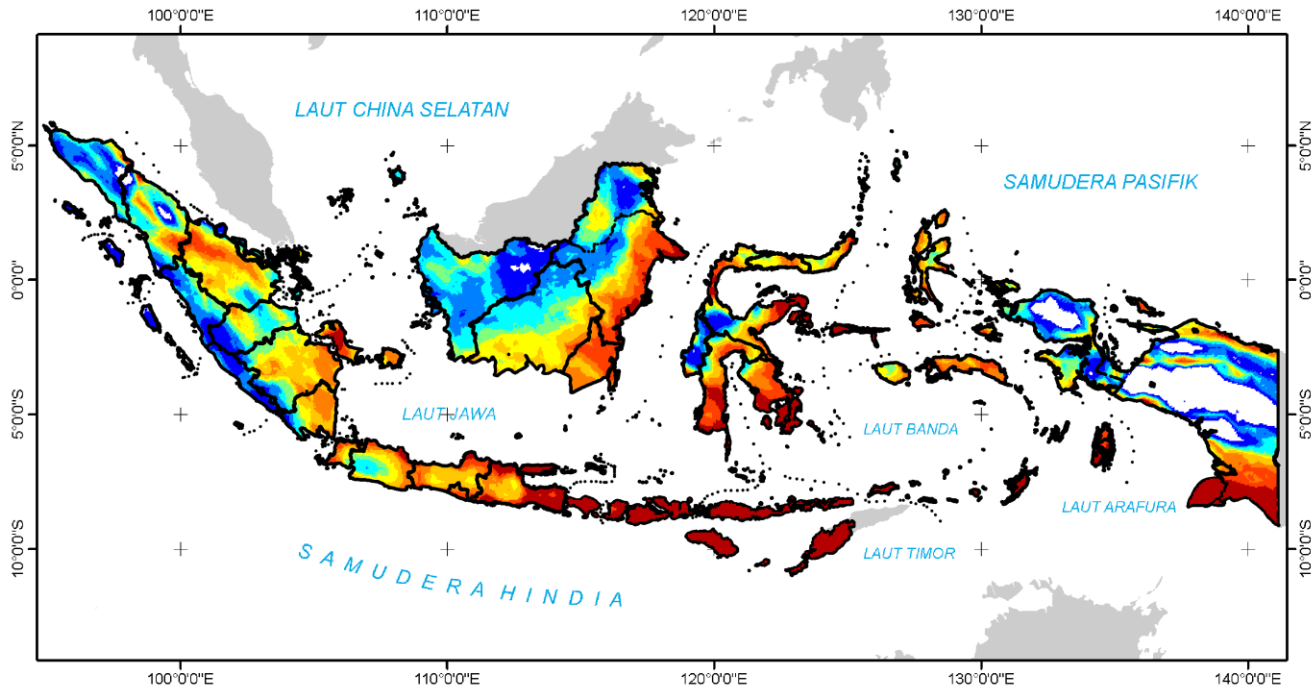 100°0'0"E 110°0'0"E 120°0'0"E 130°0'0"E 140°0'0"E
LAUT CHINA SELATAN
5°0'0"N 5°0'0"N
SAMUDERA PASIFIK
0°0'0" 0°0'0"
LAUT JAWA
5°0'0"S 5°0'0"S
LAUT BANDA
LAUT ARAFURA
10°0'0"S 10°0'0"S
LAUT TIMOR
SAMUDERA HINDIA
100°0'0"E 110°0'0"E 120°0'0"E 130°0'0"E 140°0'0"E